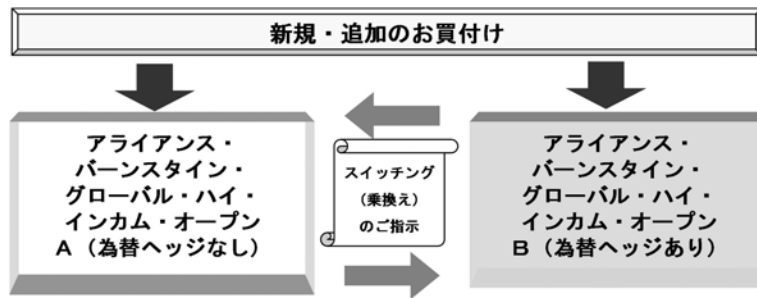 新規・追加のお買付け
アライアンス・
バーンスタイン・
グローバル・ハイ・
インカム・オープン
A（為替ヘッジなし）
スイッチング
（乗換え）
のご指示
アライアンス・
バーンスタイン・
グローバル・ハイ・
インカム・オープン
B（為替ヘッジあり）